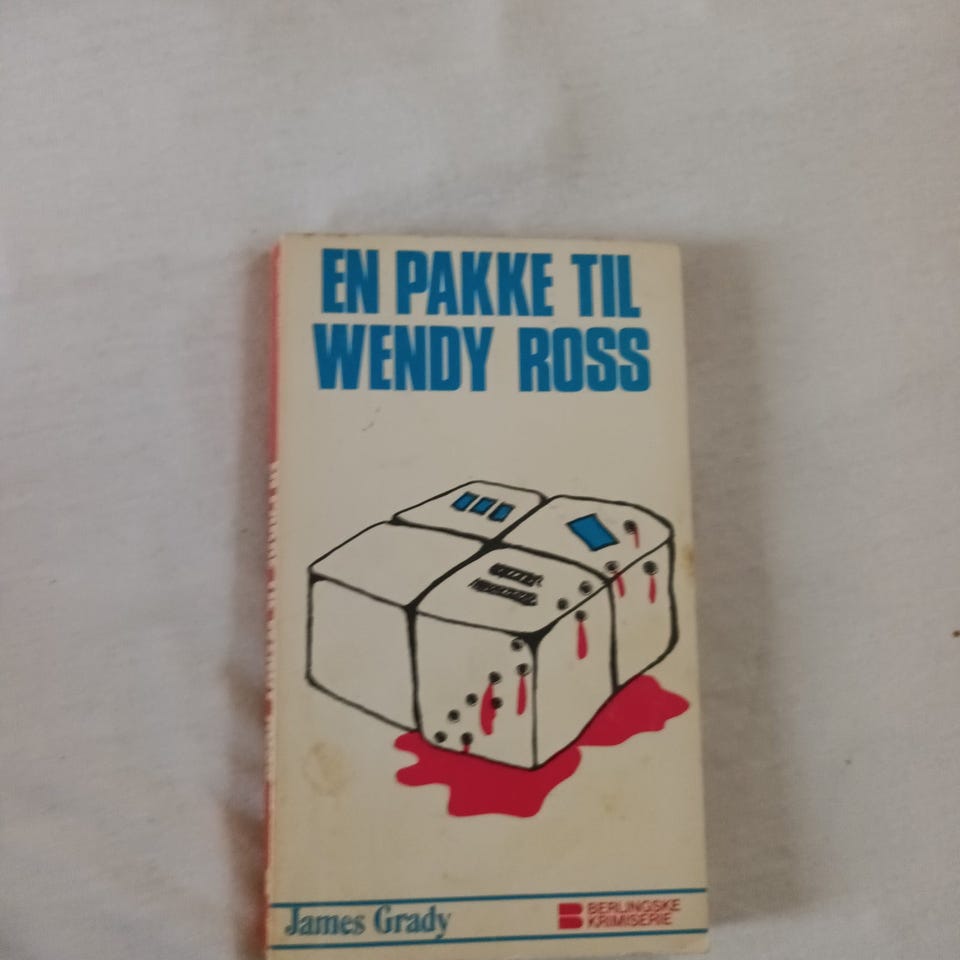 EN PAKKE TIL
WENDY ROSS
James Grady
BERLINGSKE
KRIMISERIE